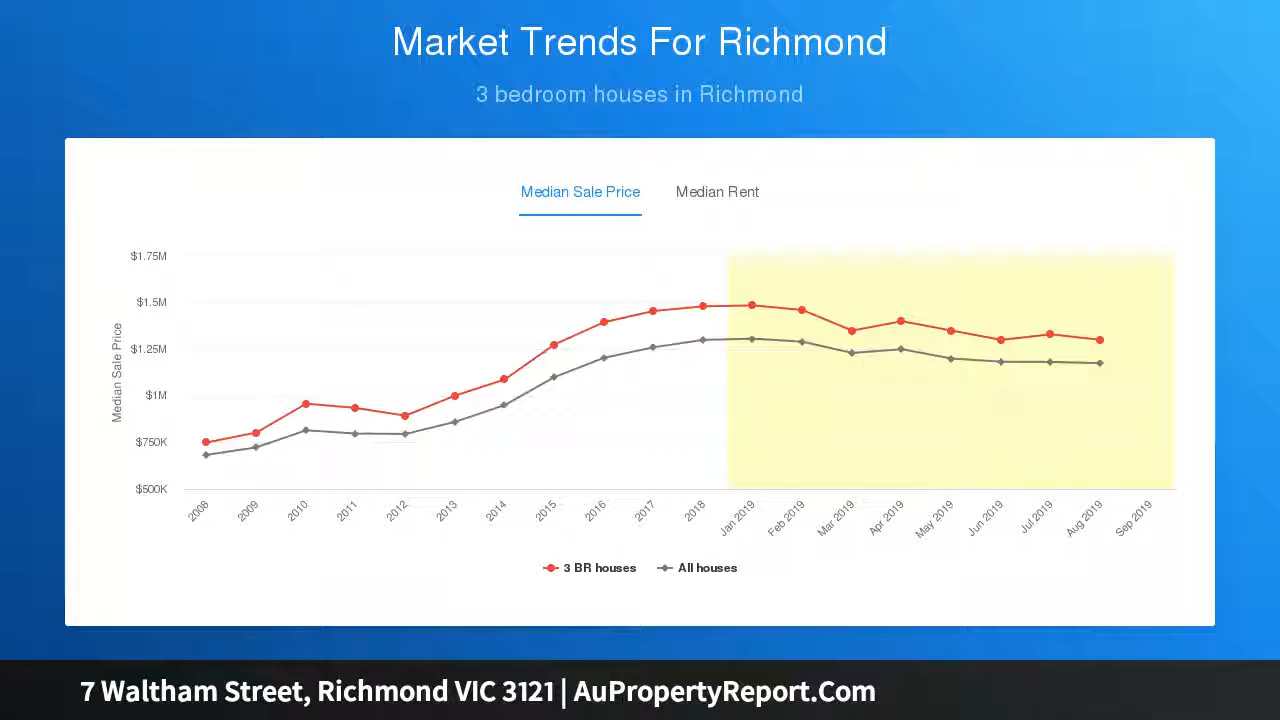 Market Trends For Richmond
3 bedroom houses in Richmond
Median Sale Price Median Rent
Median Sale Price
$1.75M
$1.5M
$1.25M
$1M
$750K
$500K
2008 2009 2010 2011 2012 2013 2014 2015 2016 2017 2018 Jan 2019 Feb 2019 Mar 2019 Apr 2019 May 2019 Jun 2019 Jul 2019 Aug 2019 Sep 2019
3 BR houses All houses
7 Waltham Street, Richmond VIC 3121 | AuPropertyReport.Com